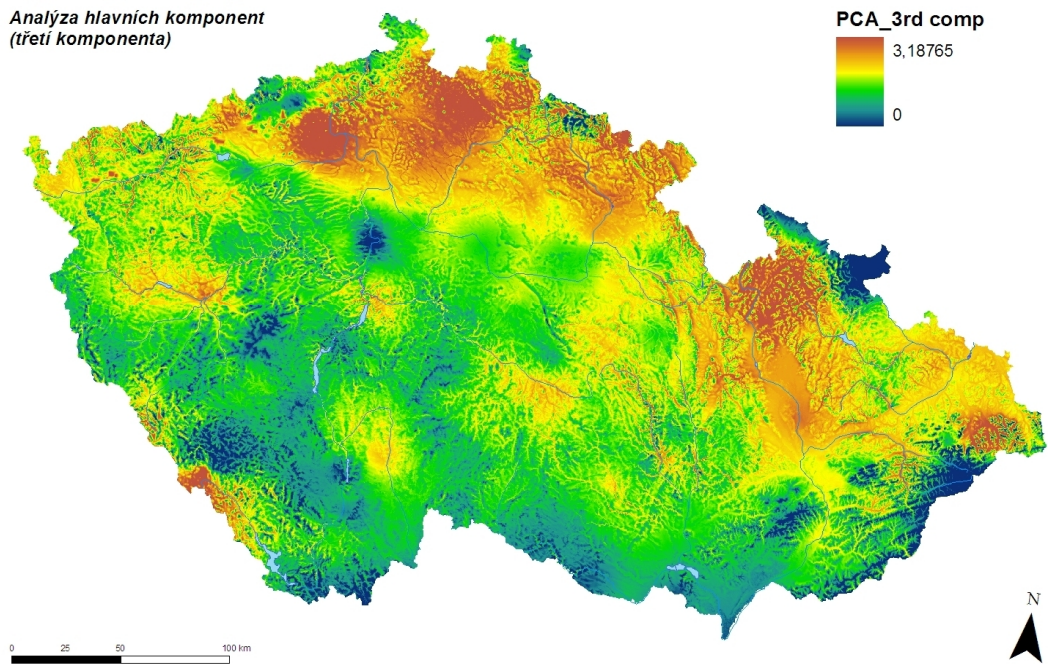 Analýza hlavních komponent
(třetí komponenta)
PCA_3rd comp
3,18765
0
N
0 25 50 100 km